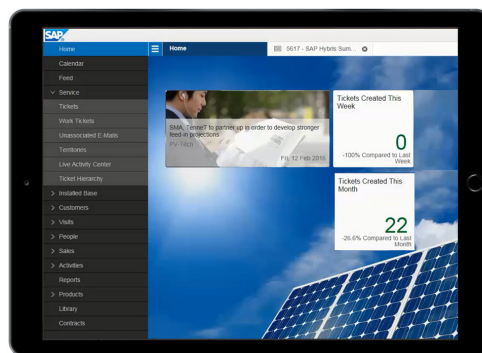 SAP
Home
Calendar
Feed
Service
Tickets
Work Tickets
Unassociated E-Mails
Territories
Live Activity Center
Ticket Hierarchy
Installed Base
Customers
Visits
People
Sales
Activities
Reports
Products
Library
Contracts
Home
5617 - SAP Hybris Sum...
SMA, TenneT to partner up in order to develop stronger
feed-in projections
PV-Tech
Fri, 12 Feb 2016
Tickets Created This
Week
0
-100% Compared to Last
Week
Tickets Created This
Month
22
-26.6% Compared to Last
Month